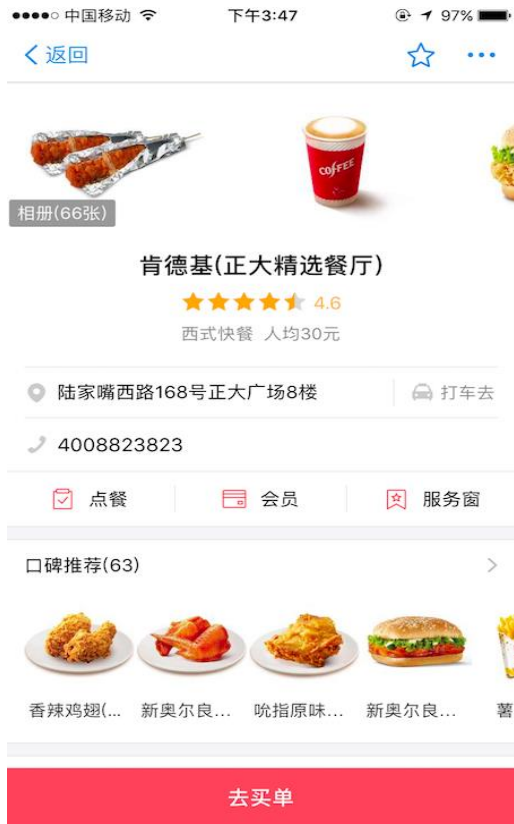 中国移动 下午3:47 97%
返回
COFFEE
相册(66张)
肯德基(正大精选餐厅)
4.6
西式快餐 人均30元
陆家嘴西路168号正大广场8楼 打车去
4008823823
点餐 会员 服务窗
口碑推荐(63)
香辣鸡翅(... 新奥尔良... 吮指原味... 新奥尔良... 薯
去买单